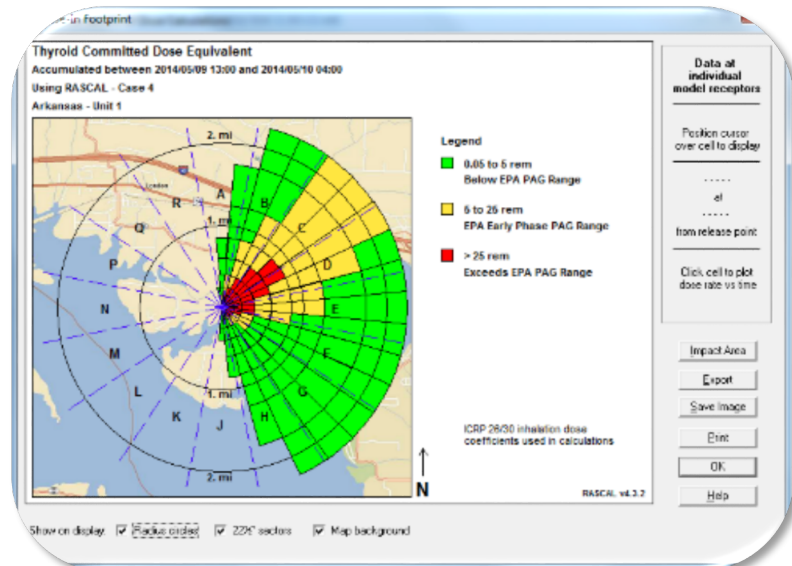 Footprint
Thyroid Committed Dose Equivalent
Accumulated between 2014/05/09 13:00 and 2014/05/10 04:00
Using RASCAL - Case 4
Arkansas - Unit 1
2. mi
London
A
B
R
1. mi
Q
C
P
D
N
E
M
F
L
1. mi
G
K
J
H
2. mi
N
Legend
0.05 to 5 rem
Below EPA PAG Range
5 to 25 rem
EPA Early Phase PAG Range
> 25 rem
Exceeds EPA PAG Range
ICRP 26/30 inhalation dose
coefficients used in calculations
RASCAL v4.3.2
Data at
individual
model receptors
Position cursor
over cell to display
-----
at
-----
from release point
Click cell to plot
dose rate vs time
Impact Area
Export
Save Image
Print
OK
Help
Show on display: Radius circles 22½° sectors Map background